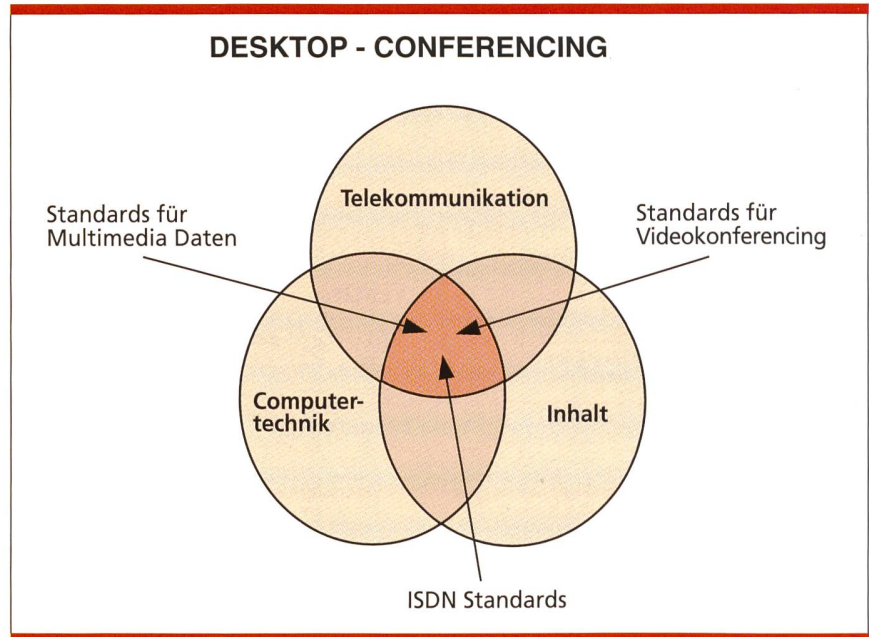 DESKTOP - CONFERENCING
Telekommunikation
Standards für
Multimedia Daten
Standards für
Videokonferencing
Computer-
technik
Inhalt
ISDN Standards